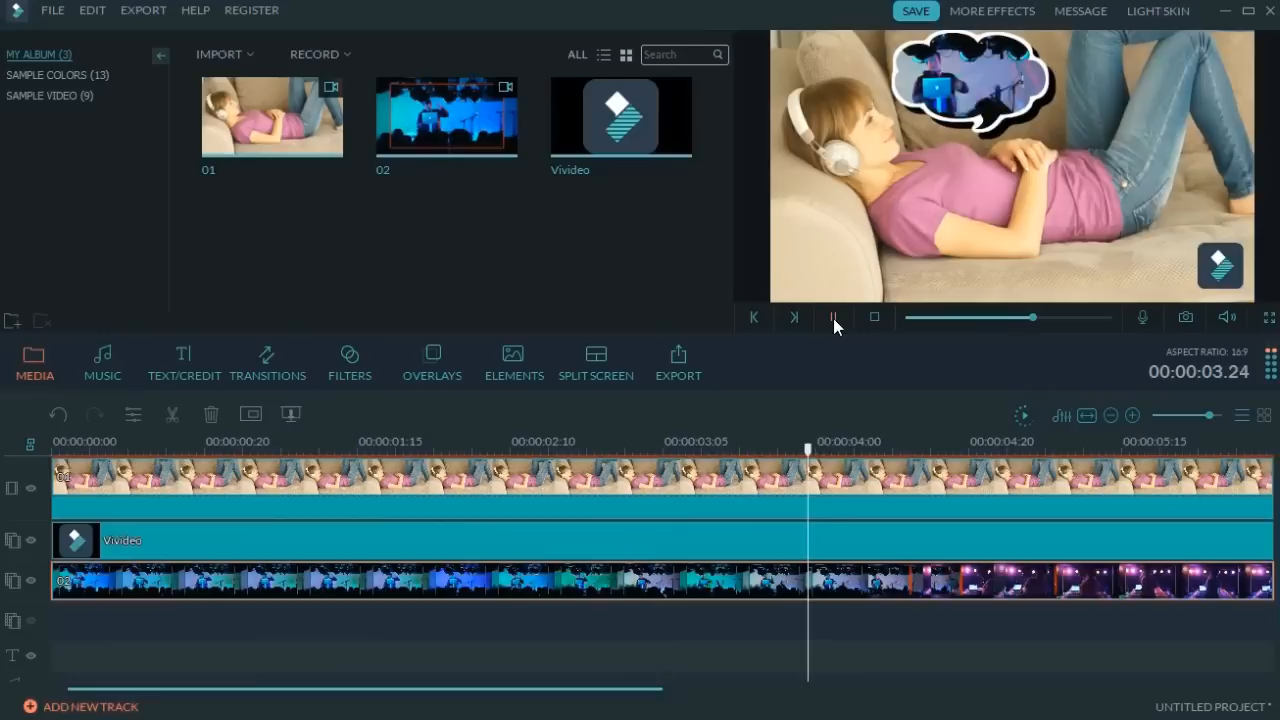 FILE EDIT EXPORT HELP REGISTER SAVE MORE EFFECTS MESSAGE LIGHT SKIN
MY ALBUM (3) IMPORT RECORD ALL Search
SAMPLE COLORS (13)
SAMPLE VIDEO (9)
01 02 Vivideo
MEDIA MUSIC TEXT/CREDIT TRANSITIONS FILTERS OVERLAYS ELEMENTS SPLIT SCREEN EXPORT
ASPECT RATIO: 16:9
00:00:03.24
00:00:00:00 00:00:00:20 00:00:01:15 00:00:02:10 00:00:03:05 00:00:04:00 00:00:04:20 00:00:05:15
01
Vivideo
02
ADD NEW TRACK UNTITLED PROJECT *